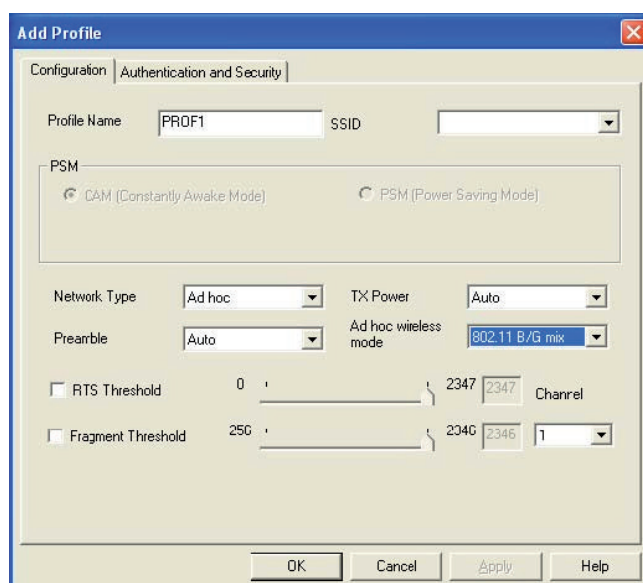 Add Profile
Configuration Authentication and Security
Profile Name PROF1 SSID
PSM
CAM (Constantly Awake Mode) PSM (Power Saving Mode)
Network Type Ad hoc TX Power Auto
Preamble Auto Ad hoc wireless mode 802.11 B/G mix
RTS Threshold 0 2347 2347 Channel
Fragment Threshold 256 2346 2346 1
OK Cancel Apply Help